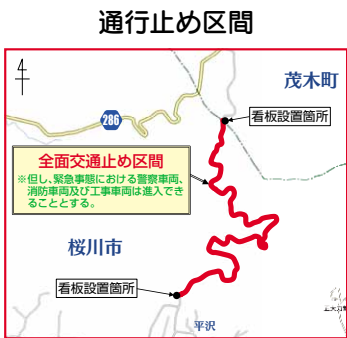 通行止め区間
茂木町
286
看板設置箇所
全面交通止め区間
※但し、緊急事態における警察車両、
消防車両及び工事車両は進入でき
ることとする。
桜川市
看板設置箇所
平沢